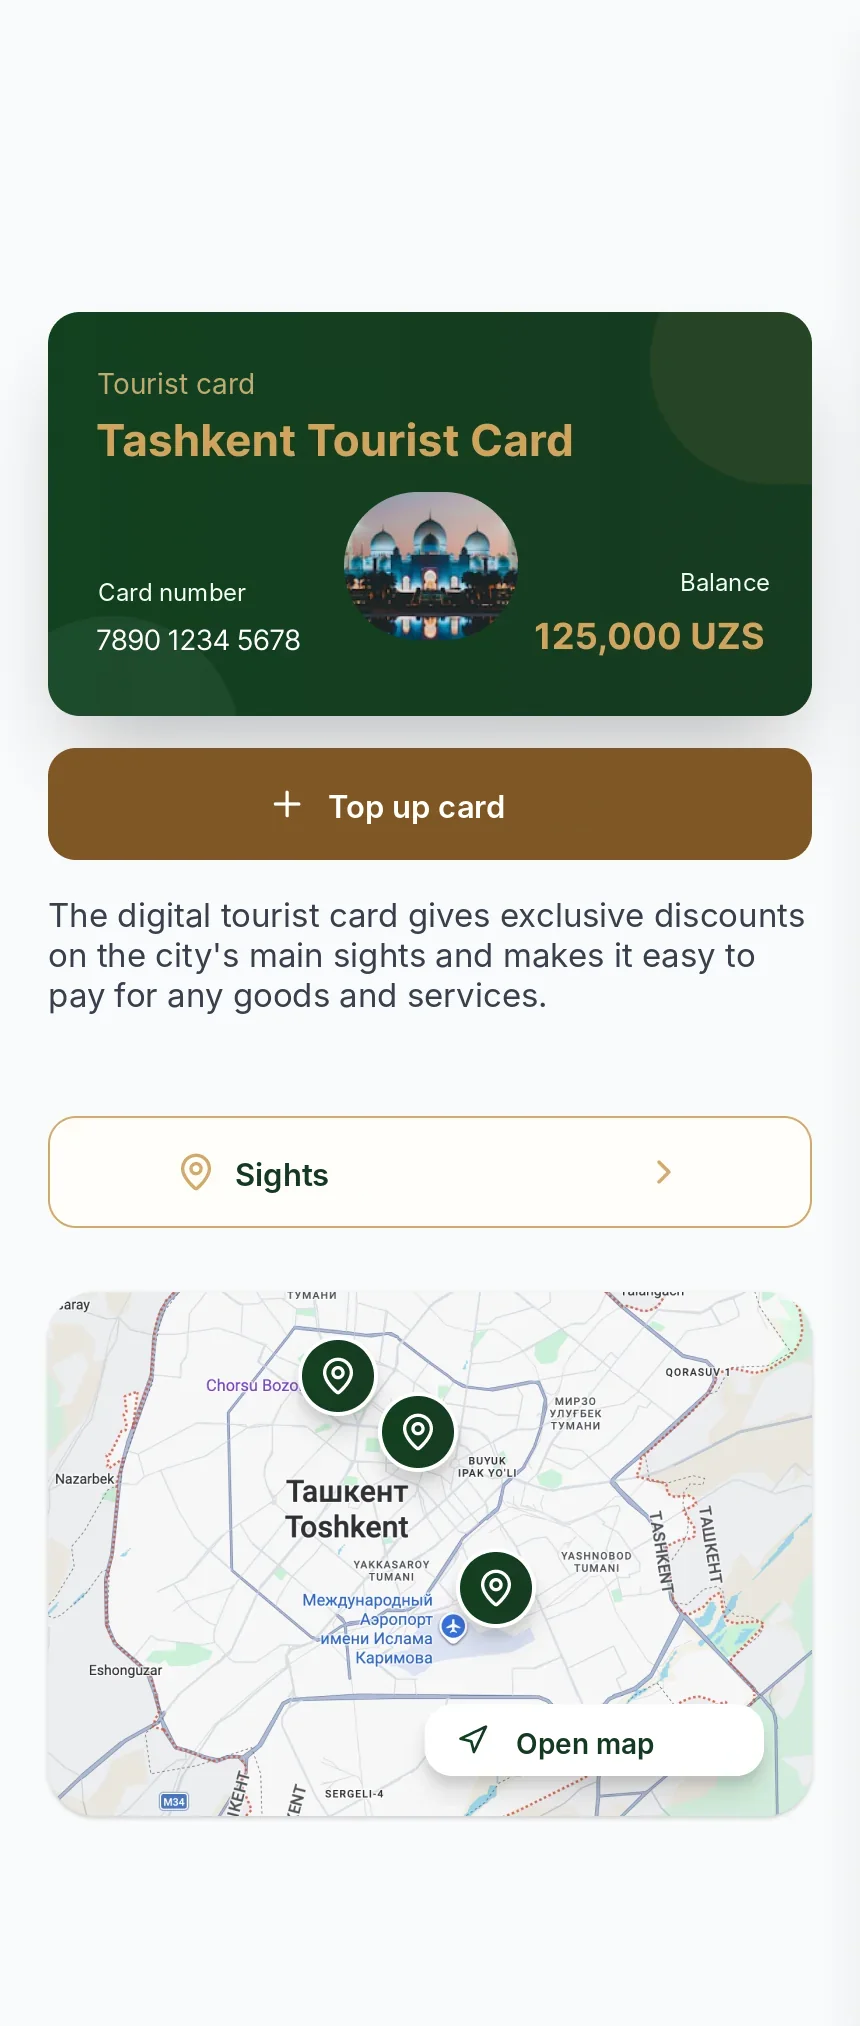 Tourist card
Tashkent Tourist Card
Card number
Balance
7890 1234 5678
125,000 UZS
Top up card
The digital tourist card gives exclusive discounts
on the city's main sights and makes it easy to
pay for any goods and services.
Sights
ТУМАНИ
Chorsu Bozo
QORASUV-1
МИРЗО
УЛУҒБЕК
ТУМАНИ
BUYUK
IPAK YO'LI
Nazarbek
Ташкент
Toshkent
TASHKENT
ТАШКЕНТ
YAKKASAROY
TUMANI
YASHNOBOD
TUMANI
Международный
Аэропорт
имени Ислама
Каримова
Eshonguzar
Open map
M34
SERGELI-4